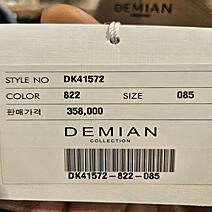 DEMIAN
STYLE NO DK41572
COLOR 822 SIZE 085
판매가격 358,000
DEMIAN
COLLECTION
DK41572-822-085